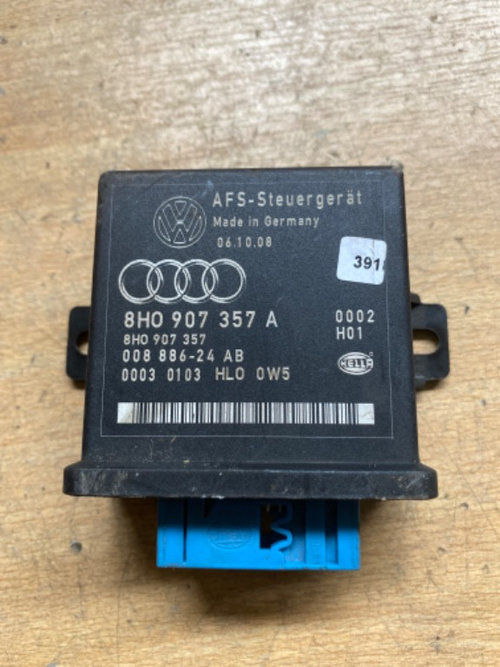 AFS-Steuergerät
Made in Germany
06.10.08
391
8H0 907 357 A
0002
8H0 907 357
H01
008 886-24 AB
HELLA
0003 0103 HL0 0W5